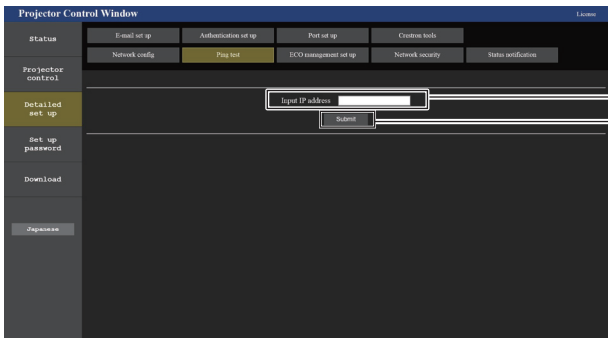 Projector Control Window
License
Status
E-mail set up
Authentication set up
Port set up
Crestron tools
Network config
Ping test
ECO management set up
Network security
Status notification
Projector
control
Detailed
set up
Set up
password
Download
Japanese
Input IP address
Submit